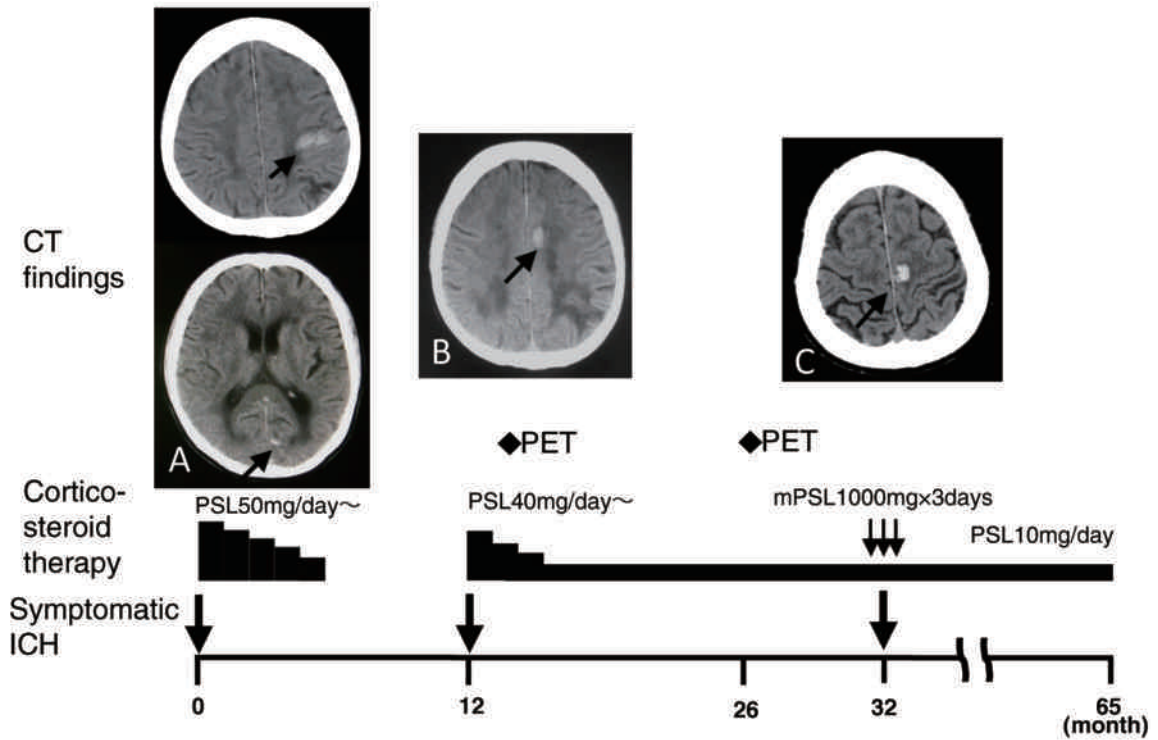 CT
findings
A
B
C
◆PET
◆PET
Cortico-
steroid
therapy
PSL50mg/day～
PSL40mg/day～
mPSL1000mg×3days
PSL10mg/day
Symptomatic
ICH
0
12
26
32
65
(month)